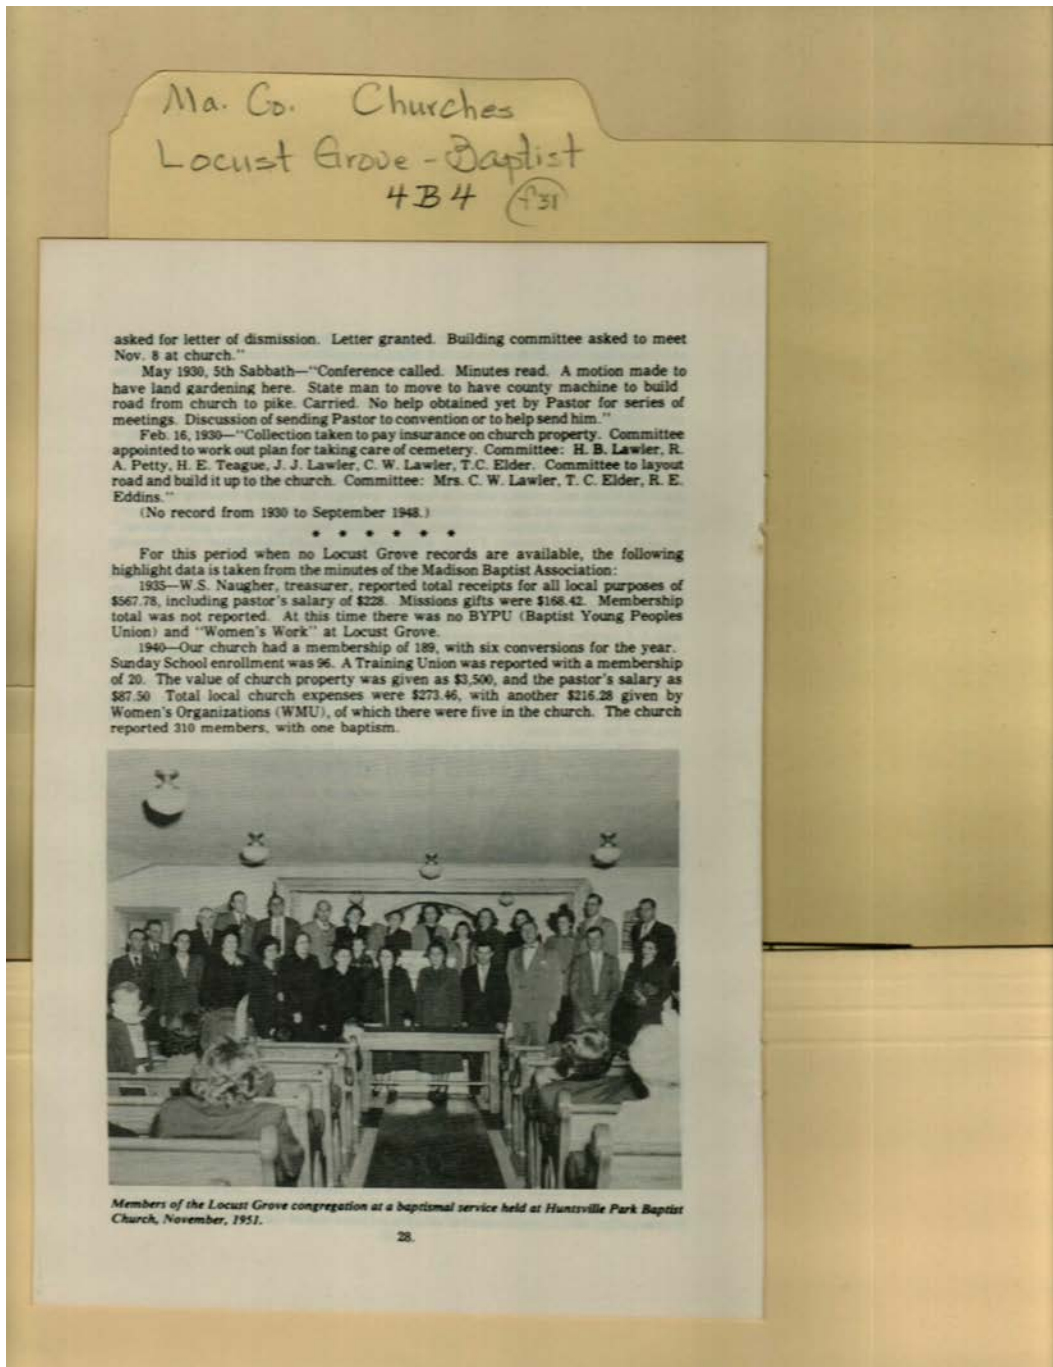 Ma. Co. Churches
Locust Grove - Baptist
4B4 f31
asked for letter of dismission. Letter granted. Building committee asked to meet
Nov. 8 at church."
May 1930, 5th Sabbath—"Conference called. Minutes read. A motion made to
have land gardening here. State man to move to have county machine to build
road from church to pike. Carried. No help obtained yet by Pastor for series of
meetings. Discussion of sending Pastor to convention or to help send him."
Feb. 16, 1930—"Collection taken to pay insurance on church property. Committee
appointed to work out plan for taking care of cemetery. Committee: H. B. Lawler, R.
A. Petty, H. E. Teague, J. J. Lawler, C. W. Lawler, T.C. Elder. Committee to layout
road and build it up to the church. Committee: Mrs. C. W. Lawler, T. C. Elder, R. E.
Eddins."
(No record from 1930 to September 1948.)
* * * * * *
For this period when no Locust Grove records are available, the following
highlight data is taken from the minutes of the Madison Baptist Association:
1935—W.S. Naugher, treasurer, reported total receipts for all local purposes of
$567.78, including pastor's salary of $228. Missions gifts were $168.42. Membership
total was not reported. At this time there was no BYPU (Baptist Young Peoples
Union) and "Women's Work" at Locust Grove.
1940—Our church had a membership of 189, with six conversions for the year.
Sunday School enrollment was 96. A Training Union was reported with a membership
of 20. The value of church property was given as $3,500, and the pastor's salary as
$87.50 Total local church expenses were $273.46, with another $216.28 given by
Women's Organizations (WMU), of which there were five in the church. The church
reported 310 members, with one baptism.
Members of the Locust Grove congregation at a baptismal service held at Huntsville Park Baptist
Church, November, 1951.
28.